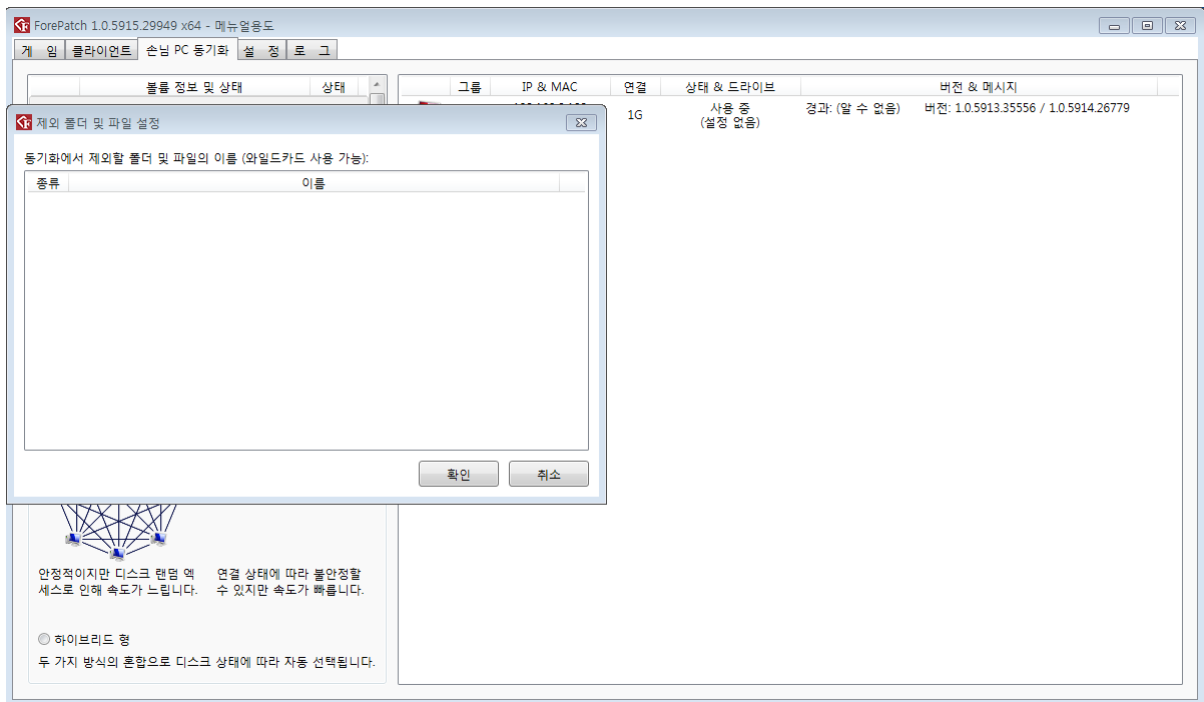 ForePatch 1.0.5915.29949 x64 - 메뉴얼용도
게 임 클라이언트 손님 PC 동기화 설 정 로 그
볼륨 정보 및 상태 상태
그룹 IP & MAC 연결 상태 & 드라이브 버전 & 메시지
1G 사용 중 경과: (알 수 없음) 버전: 1.0.5913.35556 / 1.0.5914.26779
(설정 없음)
제외 폴더 및 파일 설정
동기화에서 제외할 폴더 및 파일의 이름 (와일드카드 사용 가능):
종류 이름
확인 취소
안정적이지만 디스크 랜덤 엑
세스로 인해 속도가 느립니다.
연결 상태에 따라 불안정할
수 있지만 속도가 빠릅니다.
하이브리드 형
두 가지 방식의 혼합으로 디스크 상태에 따라 자동 선택됩니다.